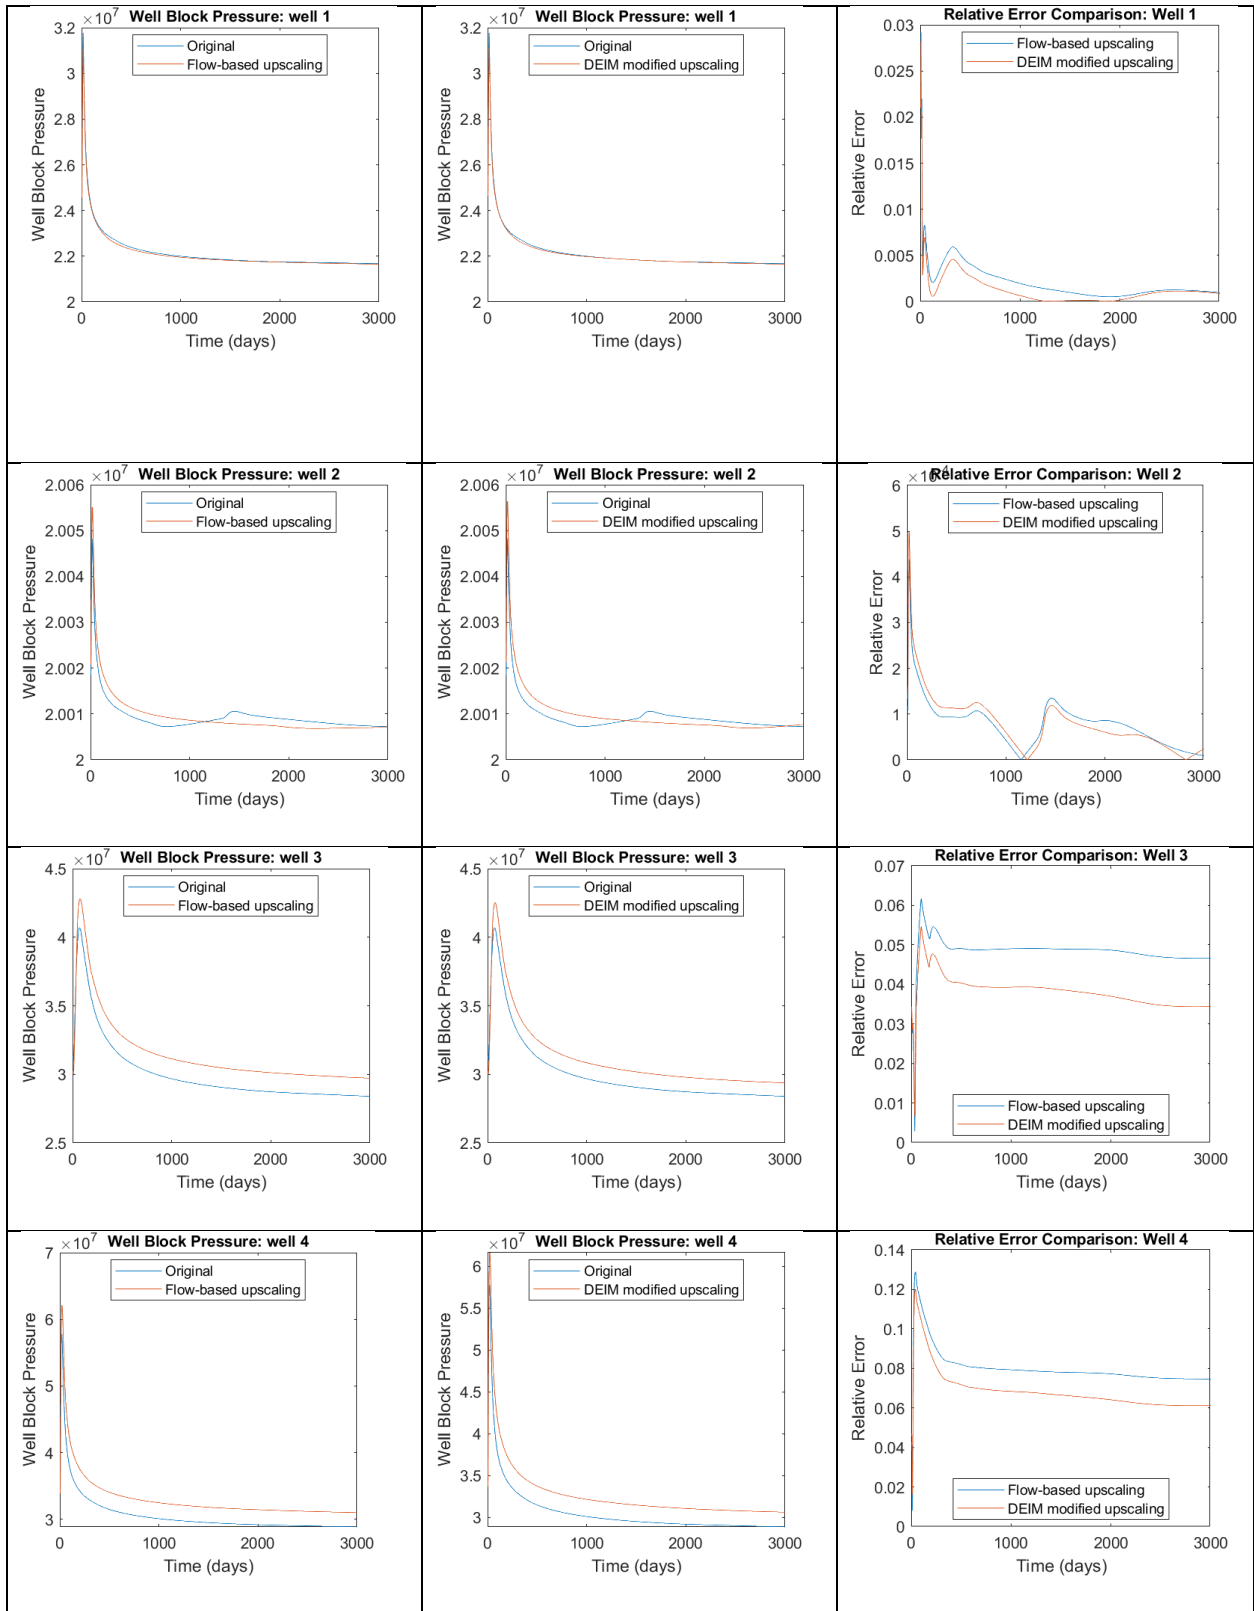 ×10⁷ Well Block Pressure: well 1
Original
Flow-based upscaling
Well Block Pressure
3.2
3
2.8
2.6
2.4
2.2
2
0 1000 2000 3000
Time (days)
×10⁷ Well Block Pressure: well 1
Original
DEIM modified upscaling
Well Block Pressure
3.2
3
2.8
2.6
2.4
2.2
2
0 1000 2000 3000
Time (days)
Relative Error Comparison: Well 1
Flow-based upscaling
DEIM modified upscaling
Relative Error
0.03
0.025
0.02
0.015
0.01
0.005
0
0 1000 2000 3000
Time (days)
×10⁷ Well Block Pressure: well 2
Original
Flow-based upscaling
Well Block Pressure
2.006
2.005
2.004
2.003
2.002
2.001
2
0 1000 2000 3000
Time (days)
×10⁷ Well Block Pressure: well 2
Original
DEIM modified upscaling
Well Block Pressure
2.006
2.005
2.004
2.003
2.002
2.001
2
0 1000 2000 3000
Time (days)
×10⁻⁴ Relative Error Comparison: Well 2
Flow-based upscaling
DEIM modified upscaling
Relative Error
6
5
4
3
2
1
0
0 1000 2000 3000
Time (days)
×10⁷ Well Block Pressure: well 3
Original
Flow-based upscaling
Well Block Pressure
4.5
4
3.5
3
2.5
0 1000 2000 3000
Time (days)
×10⁷ Well Block Pressure: well 3
Original
DEIM modified upscaling
Well Block Pressure
4.5
4
3.5
3
2.5
0 1000 2000 3000
Time (days)
Relative Error Comparison: Well 3
Relative Error
0.07
0.06
0.05
0.04
0.03
0.02
0.01
0
Flow-based upscaling
DEIM modified upscaling
0 1000 2000 3000
Time (days)
×10⁷ Well Block Pressure: well 4
Original
Flow-based upscaling
Well Block Pressure
7
6
5
4
3
0 1000 2000 3000
Time (days)
×10⁷ Well Block Pressure: well 4
Original
DEIM modified upscaling
Well Block Pressure
6
5.5
5
4.5
4
3.5
3
0 1000 2000 3000
Time (days)
Relative Error Comparison: Well 4
Relative Error
0.14
0.12
0.1
0.08
0.06
0.04
0.02
0
Flow-based upscaling
DEIM modified upscaling
0 1000 2000 3000
Time (days)